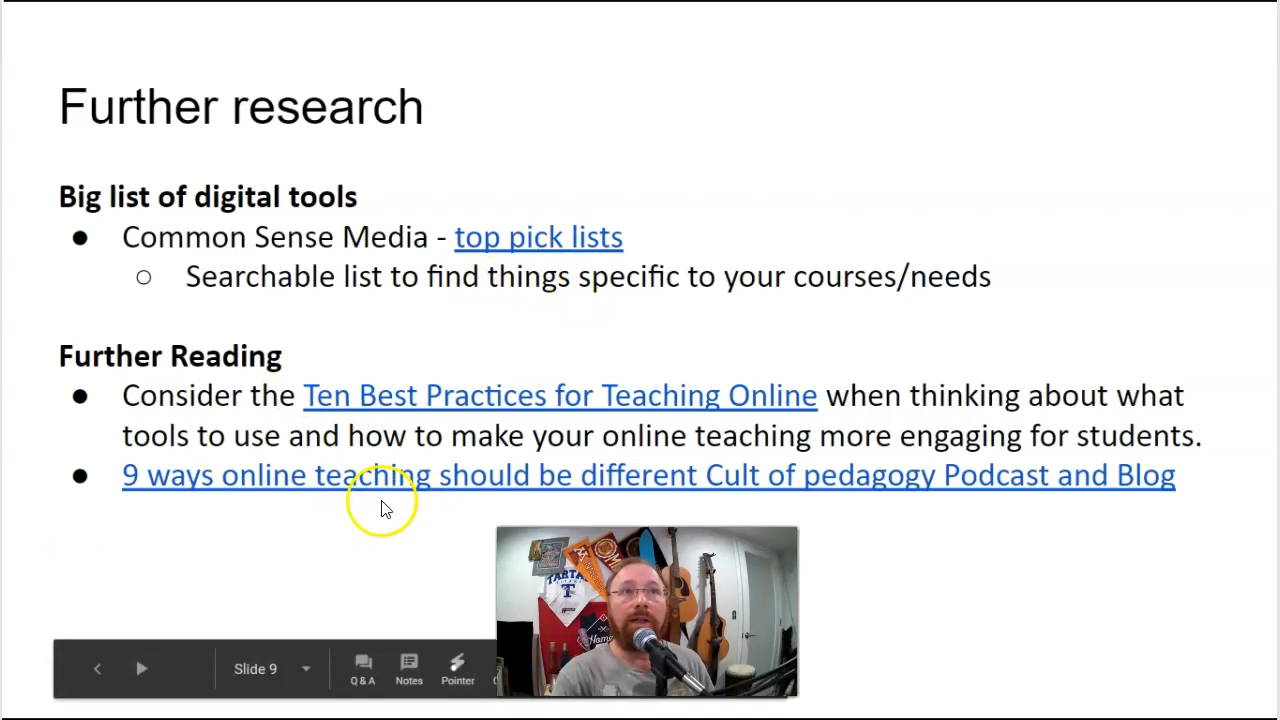 Further research
Big list of digital tools
● Common Sense Media - top pick lists
○ Searchable list to find things specific to your courses/needs
Further Reading
● Consider the Ten Best Practices for Teaching Online when thinking about what
tools to use and how to make your online teaching more engaging for students.
● 9 ways online teaching should be different Cult of pedagogy Podcast and Blog
TARTAN
T
Slide 9
Q & A
Notes
Pointer